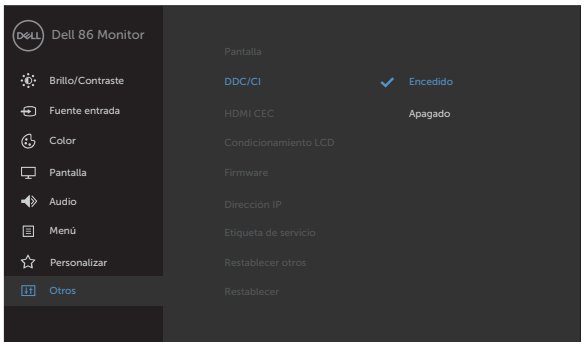 DELL
Dell 86 Monitor
Brillo/Contraste
Fuente entrada
Color
Pantalla
Audio
Menú
Personalizar
Otros
Pantalla
DDC/CI
Encedido
HDMI CEC
Apagado
Condicionamiento LCD
Firmware
Dirección IP
Etiqueta de servicio
Restablecer otros
Restablecer